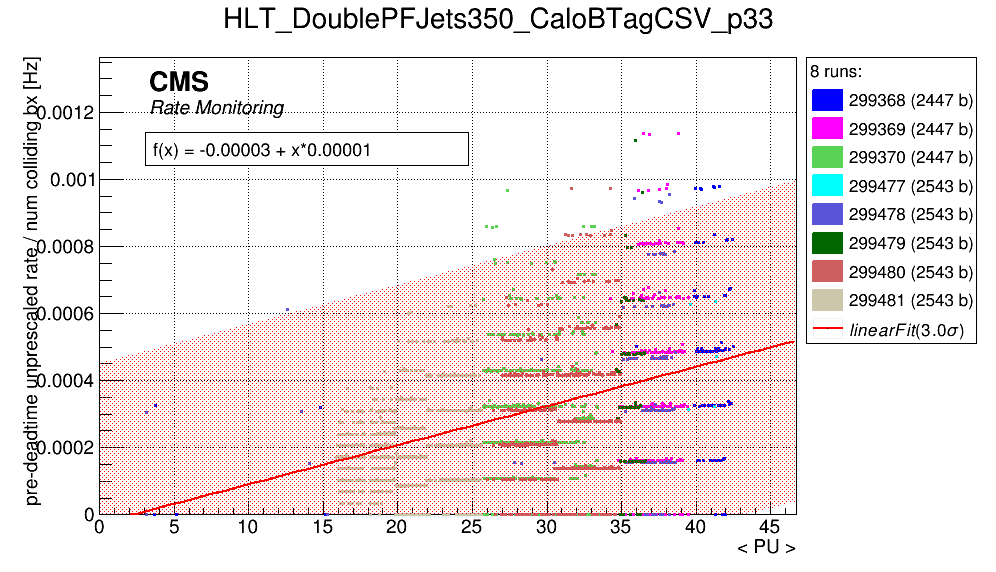 HLT_DoublePFJets350_CaloBTagCSV_p33
pre-deadtime unprescaled rate / num colliding bx [Hz]
CMS
Rate Monitoring
f(x) = -0.00003 + x*0.00001
0.0012
0.001
0.0008
0.0006
0.0004
0.0002
0
0 5 10 15 20 25 30 35 40 45
< PU >
8 runs:
299368 (2447 b)
299369 (2447 b)
299370 (2447 b)
299477 (2543 b)
299478 (2543 b)
299479 (2543 b)
299480 (2543 b)
299481 (2543 b)
linearFit(3.0σ)